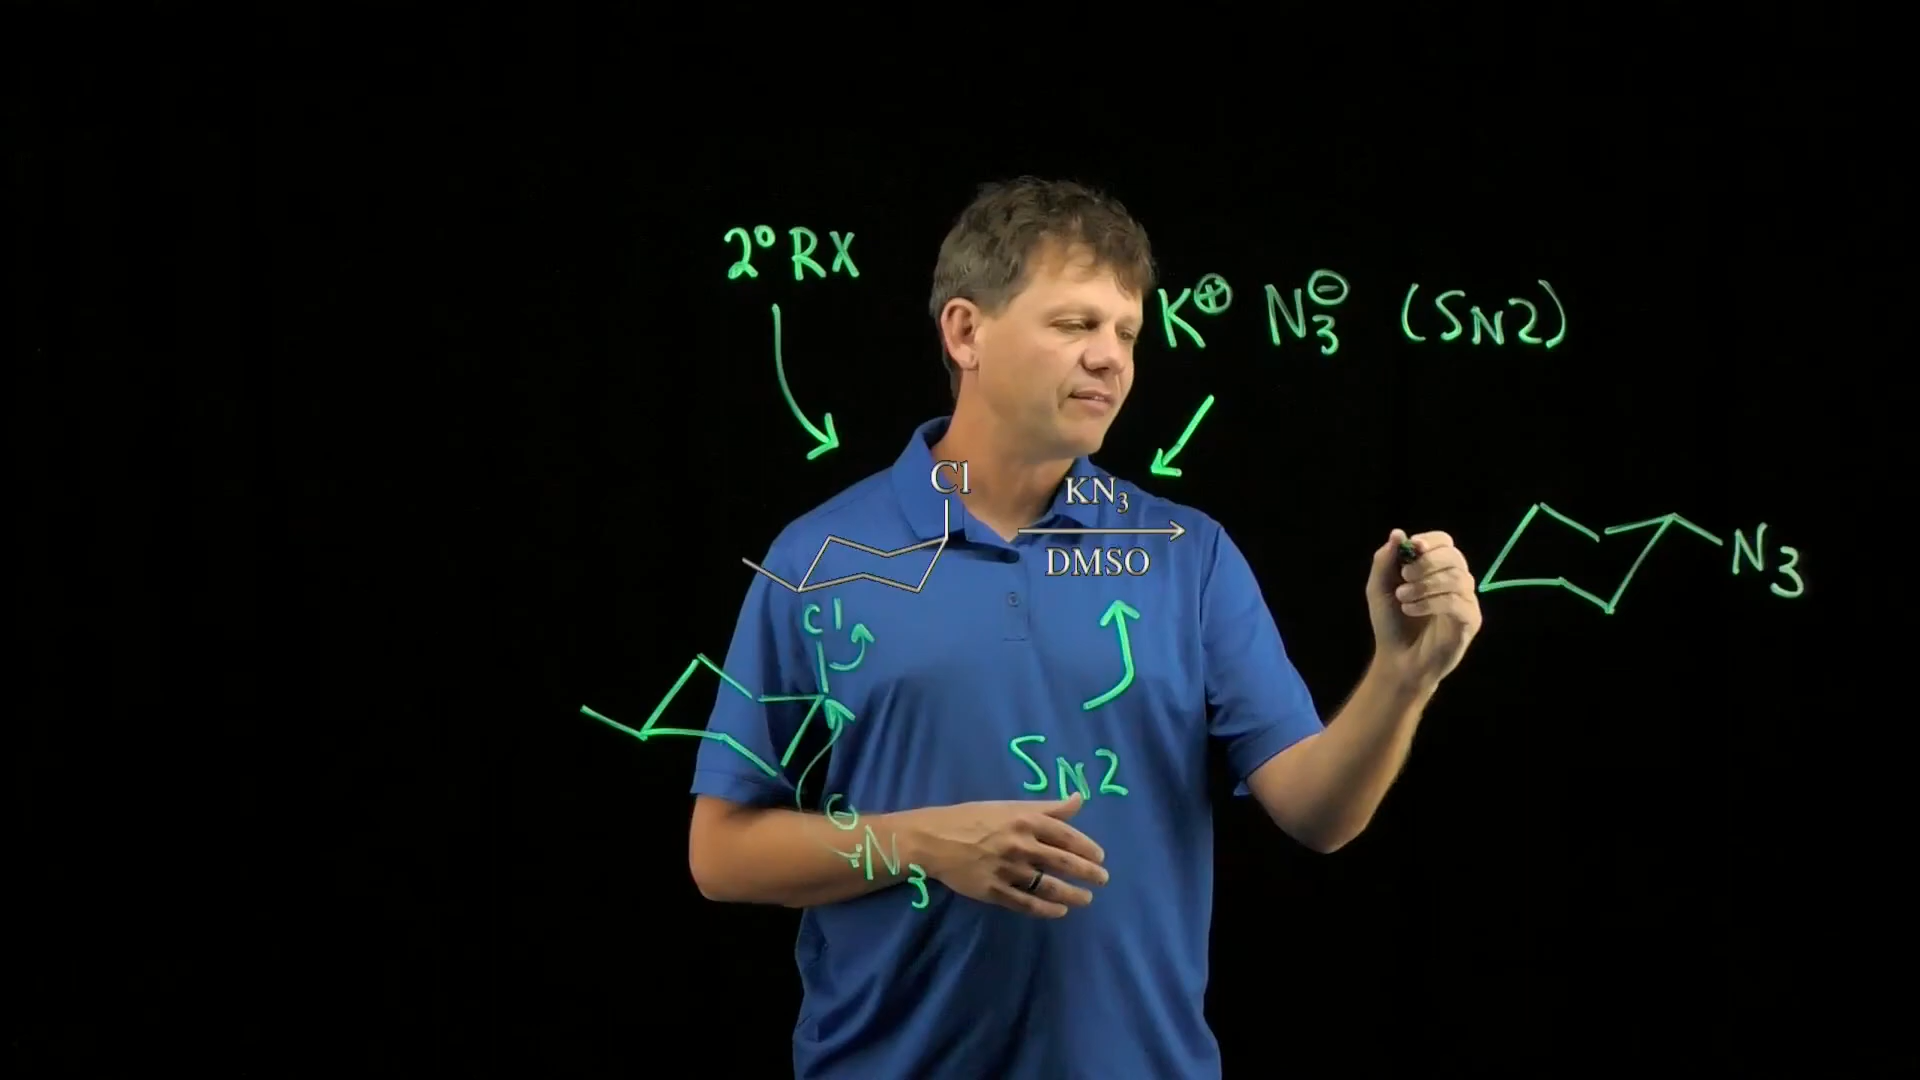 2° RX
K⊕ N3⊖ (SN2)
Cl
KN3
DMSO
N3
Cl
SN2
⊖
:N3